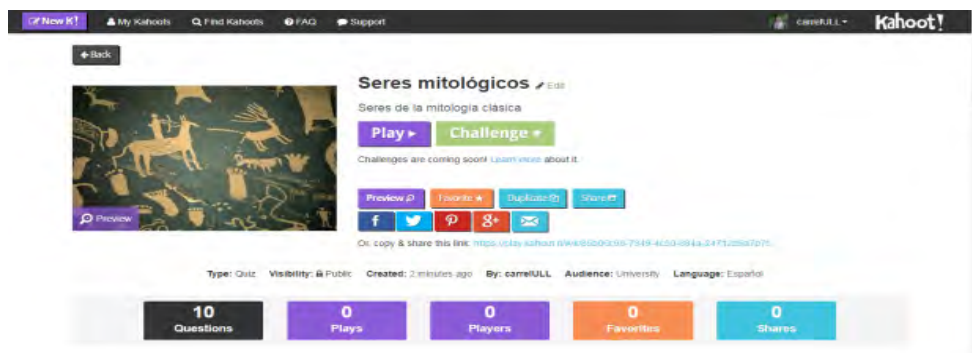 New K! My Kahoots Find Kahoots FAQ Support carrelULL Kahoot!
Back
Seres mitológicos Edit
Seres de la mitología clásica
Play Challenge
Challenges are coming soon! Learn more about it.
Preview Favorite Duplicate Share
Preview
f 8+
Or, copy & share this link:
Type: Quiz Visibility: Public Created: 2 minutes ago By: carrelULL Audience: University Language: Español
10 0 0 0 0
Questions Plays Players Favorites Shares